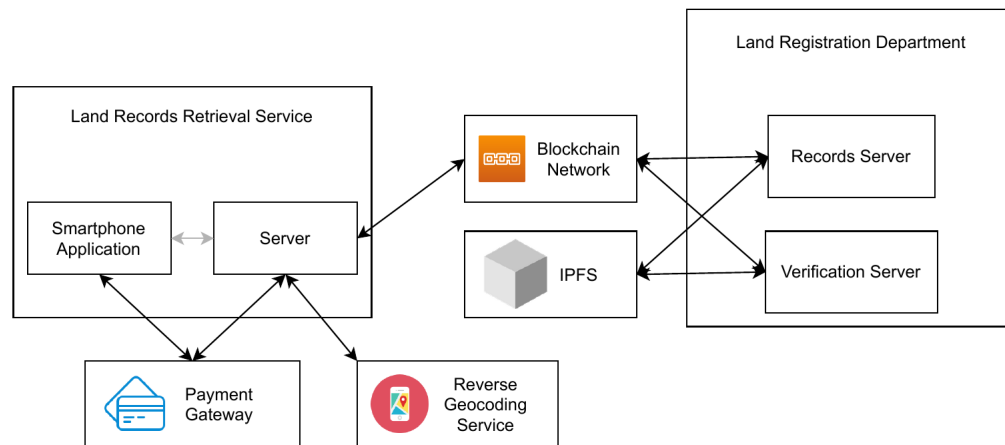 Land Registration Department
Land Records Retrieval Service
Blockchain
Network
Records Server
Smartphone
Application
Server
IPFS
Verification Server
Payment
Gateway
Reverse
Geocoding
Service